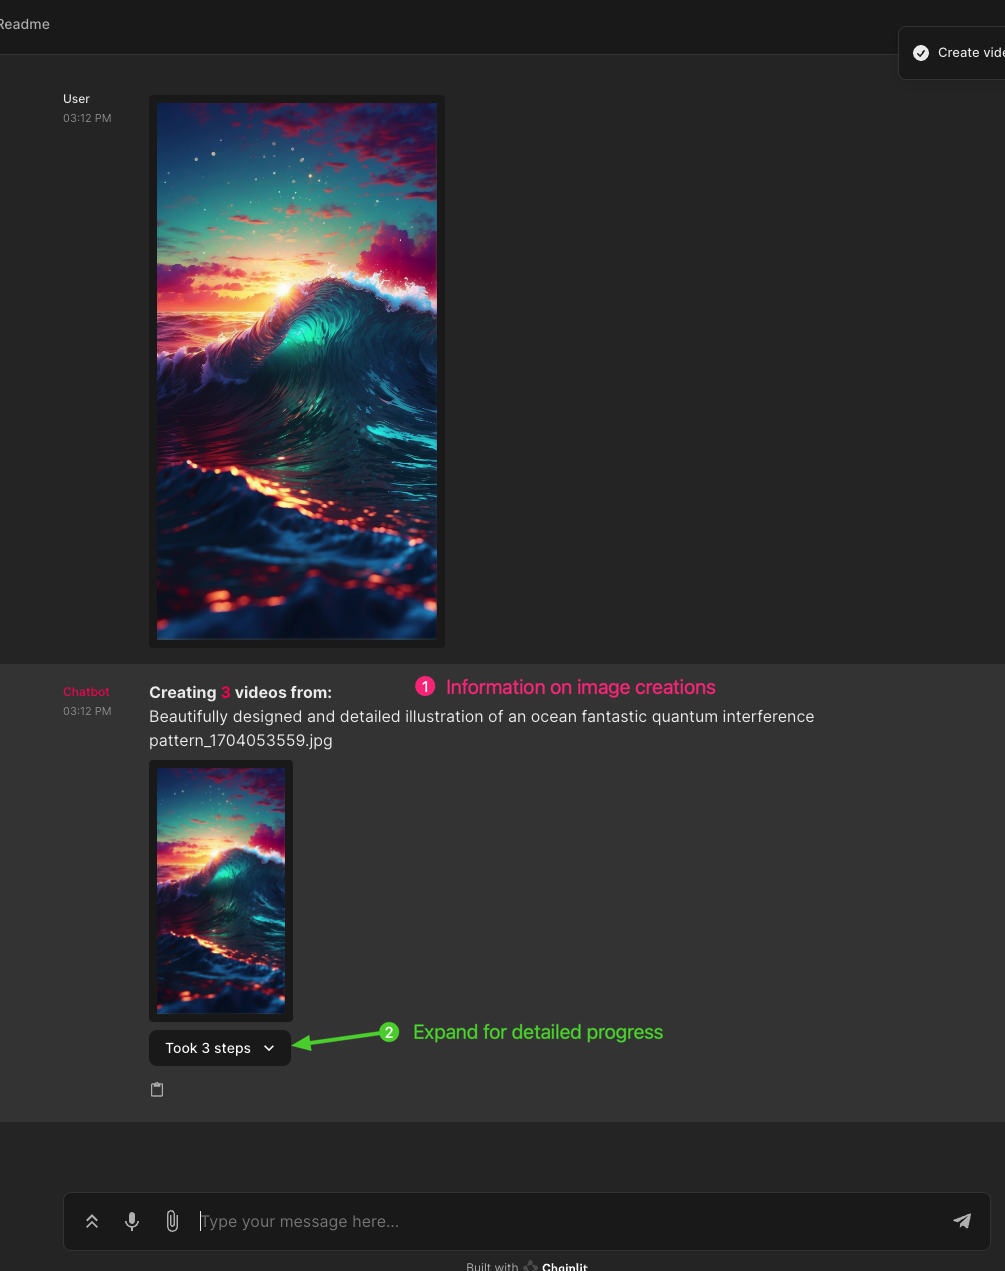 Readme
Create vide
User
03:12 PM
Chatbot
03:12 PM
Creating 3 videos from:
1 Information on image creations
Beautifully designed and detailed illustration of an ocean fantastic quantum interference
pattern_1704053559.jpg
Took 3 steps
2 Expand for detailed progress
Type your message here...
Built with Chainlit